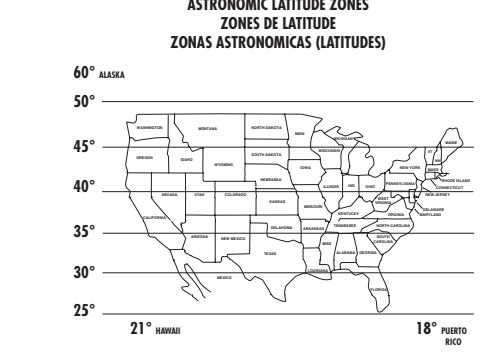 ASTRONOMIC LATITUDE ZONES
ZONES DE LATITUDE
ZONAS ASTRONOMICAS (LATITUDES)
60° ALASKA
50°
WASHINGTON
MONTANA
NORTH DAKOTA
MINN
MICHIGAN
MAINE
45°
OREGON
IDAHO
WYOMING
SOUTH DAKOTA
WISCONSIN
VT
NH
NEW YORK
MASS
IOWA
NEBRASKA
RHODE ISLAND
CONNECTICUT
40°
NEVADA
UTAH
COLORADO
ILLINOIS
IND
OHIO
PENNSYLVANIA
NEW JERSEY
KANSAS
MISSOURI
WEST
VIRGINIA
DELAWARE
MARYLAND
CALIFORNIA
KENTUCKY
VIRGINIA
35°
ARIZONA
NEW MEXICO
OKLAHOMA
ARKANSAS
TENNESSEE
NORTH CAROLINA
SOUTH
CAROLINA
TEXAS
MISS
ALABAMA
GEORGIA
30°
MEXICO
LOUISIANA
FLORIDA
25°
21° HAWAII
18° PUERTO
RICO